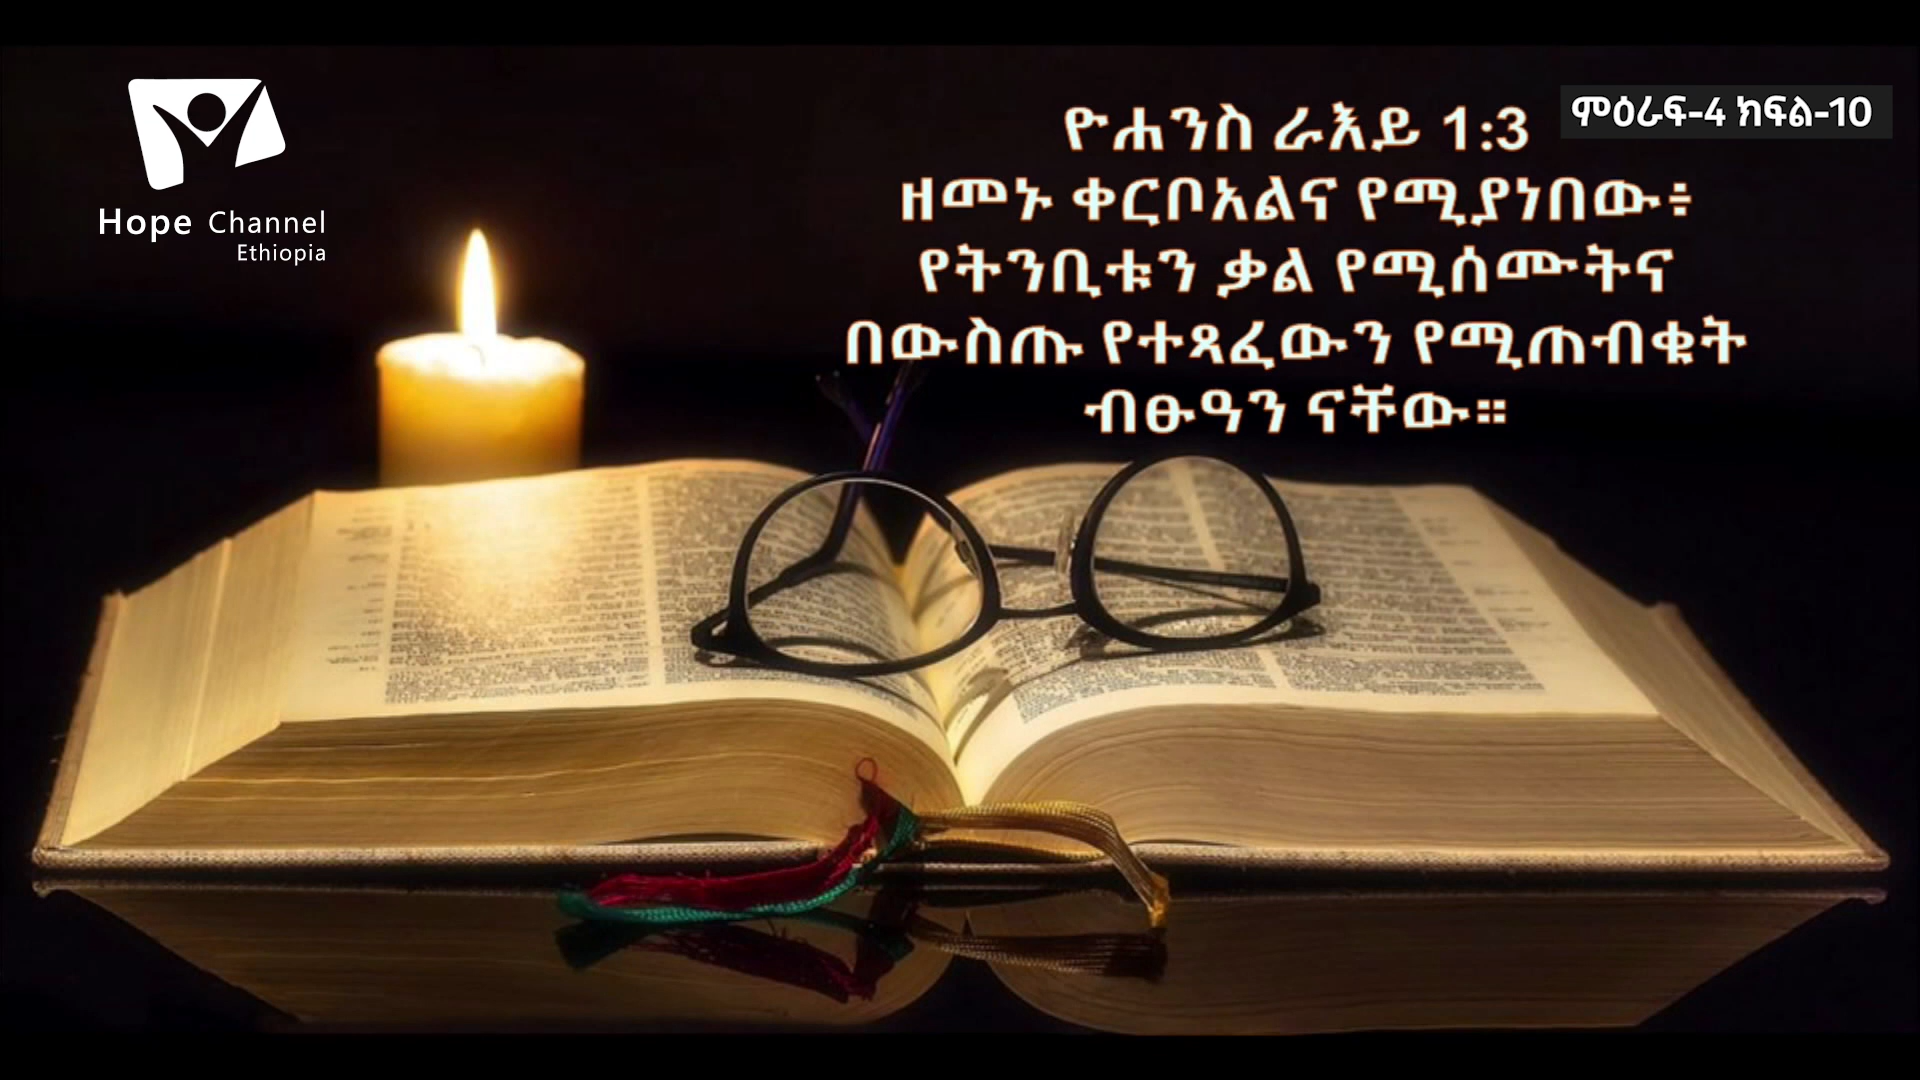 Hope Channel
Ethiopia
ምዕራፍ-4 ክፍል-10
ዮሐንስ ራእይ 1:3
ዘመኑ ቀርቦአልና የሚያነበው፥
የትንቢቱን ቃል የሚሰሙትና
በውስጡ የተጻፈውን የሚጠብቁት
ብፁዓን ናቸው።